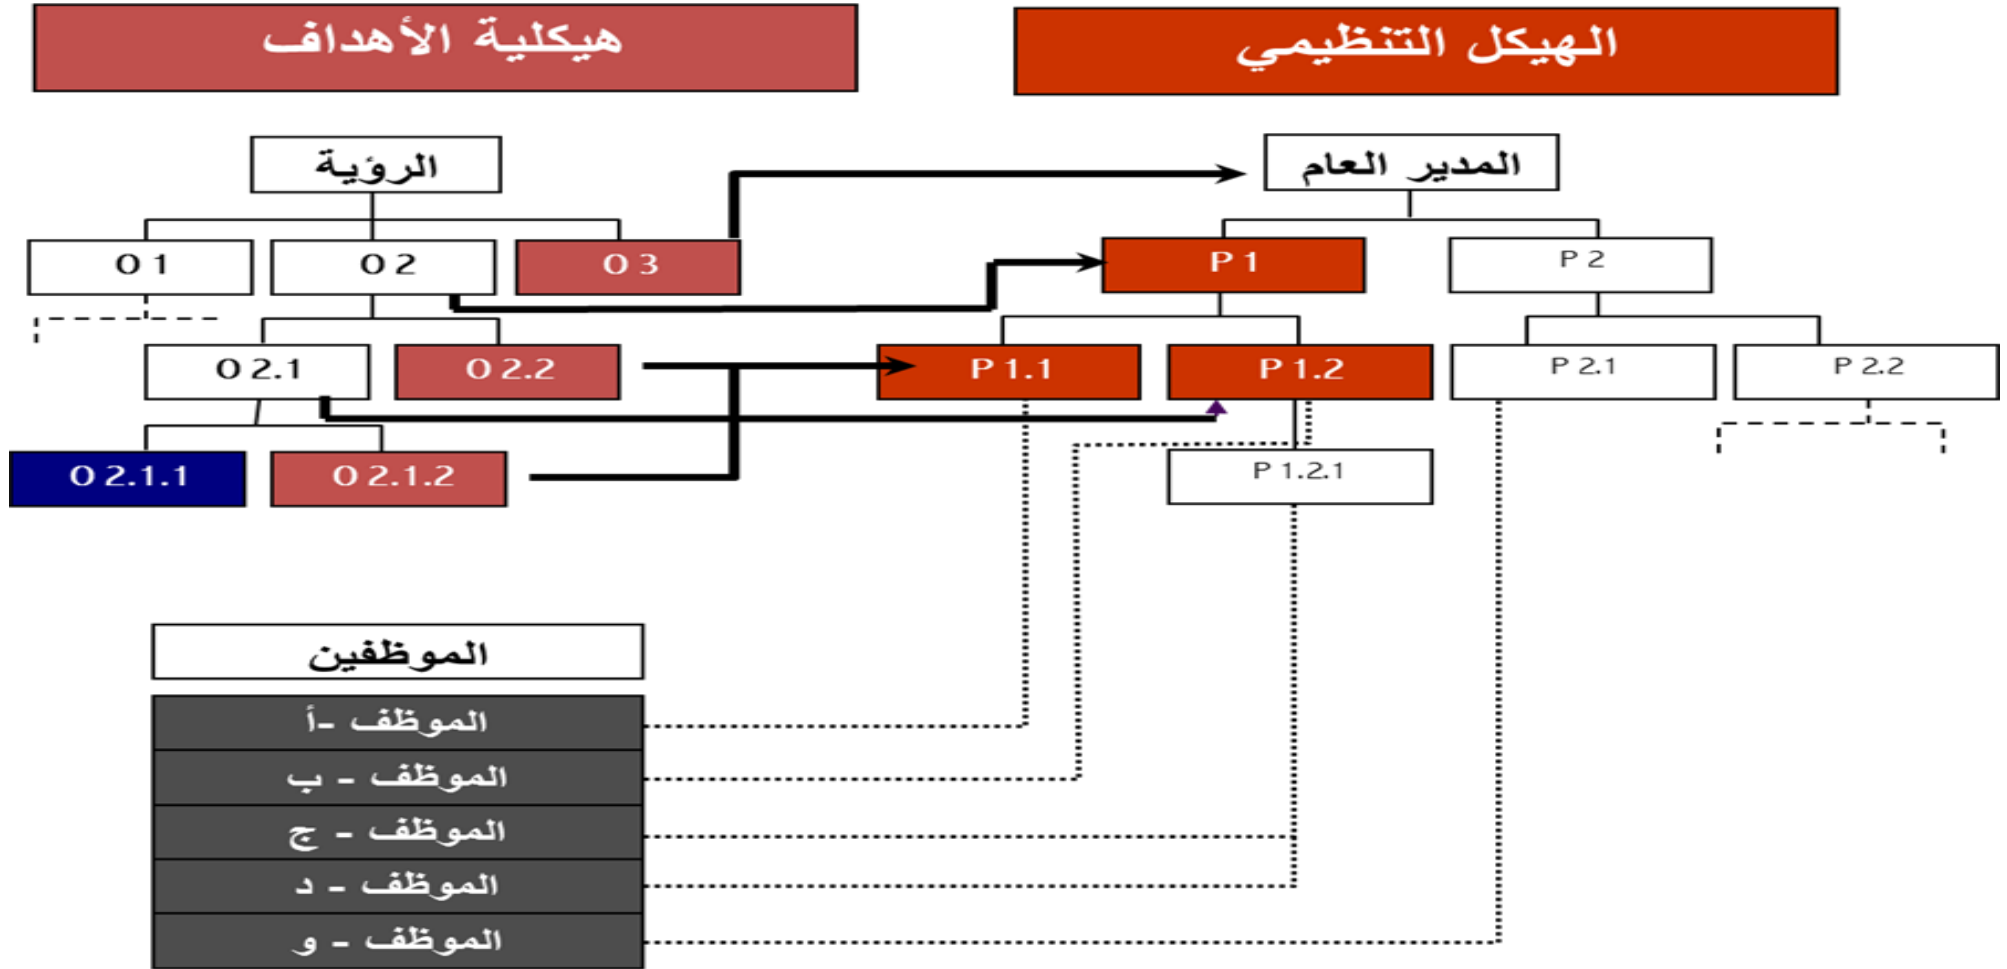 الهيكل التنظيمي
هيكلية الأهداف
المدير العام
الرؤية
P 1
P 2
O 1
O 2
O 3
P 1.1
P 1.2
P 2.1
P 2.2
O 2.1
O 2.2
P 1.2.1
O 2.1.1
O 2.1.2
الموظفين
الموظف -أ
الموظف - ب
الموظف - ج
الموظف - د
الموظف - و